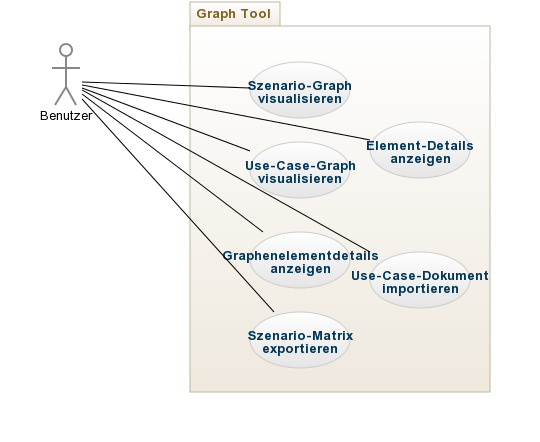 Graph Tool
Benutzer
Szenario-Graph
visualisieren
Element-Details
anzeigen
Use-Case-Graph
visualisieren
Graphenelementdetails
anzeigen
Use-Case-Dokument
importieren
Szenario-Matrix
exportieren